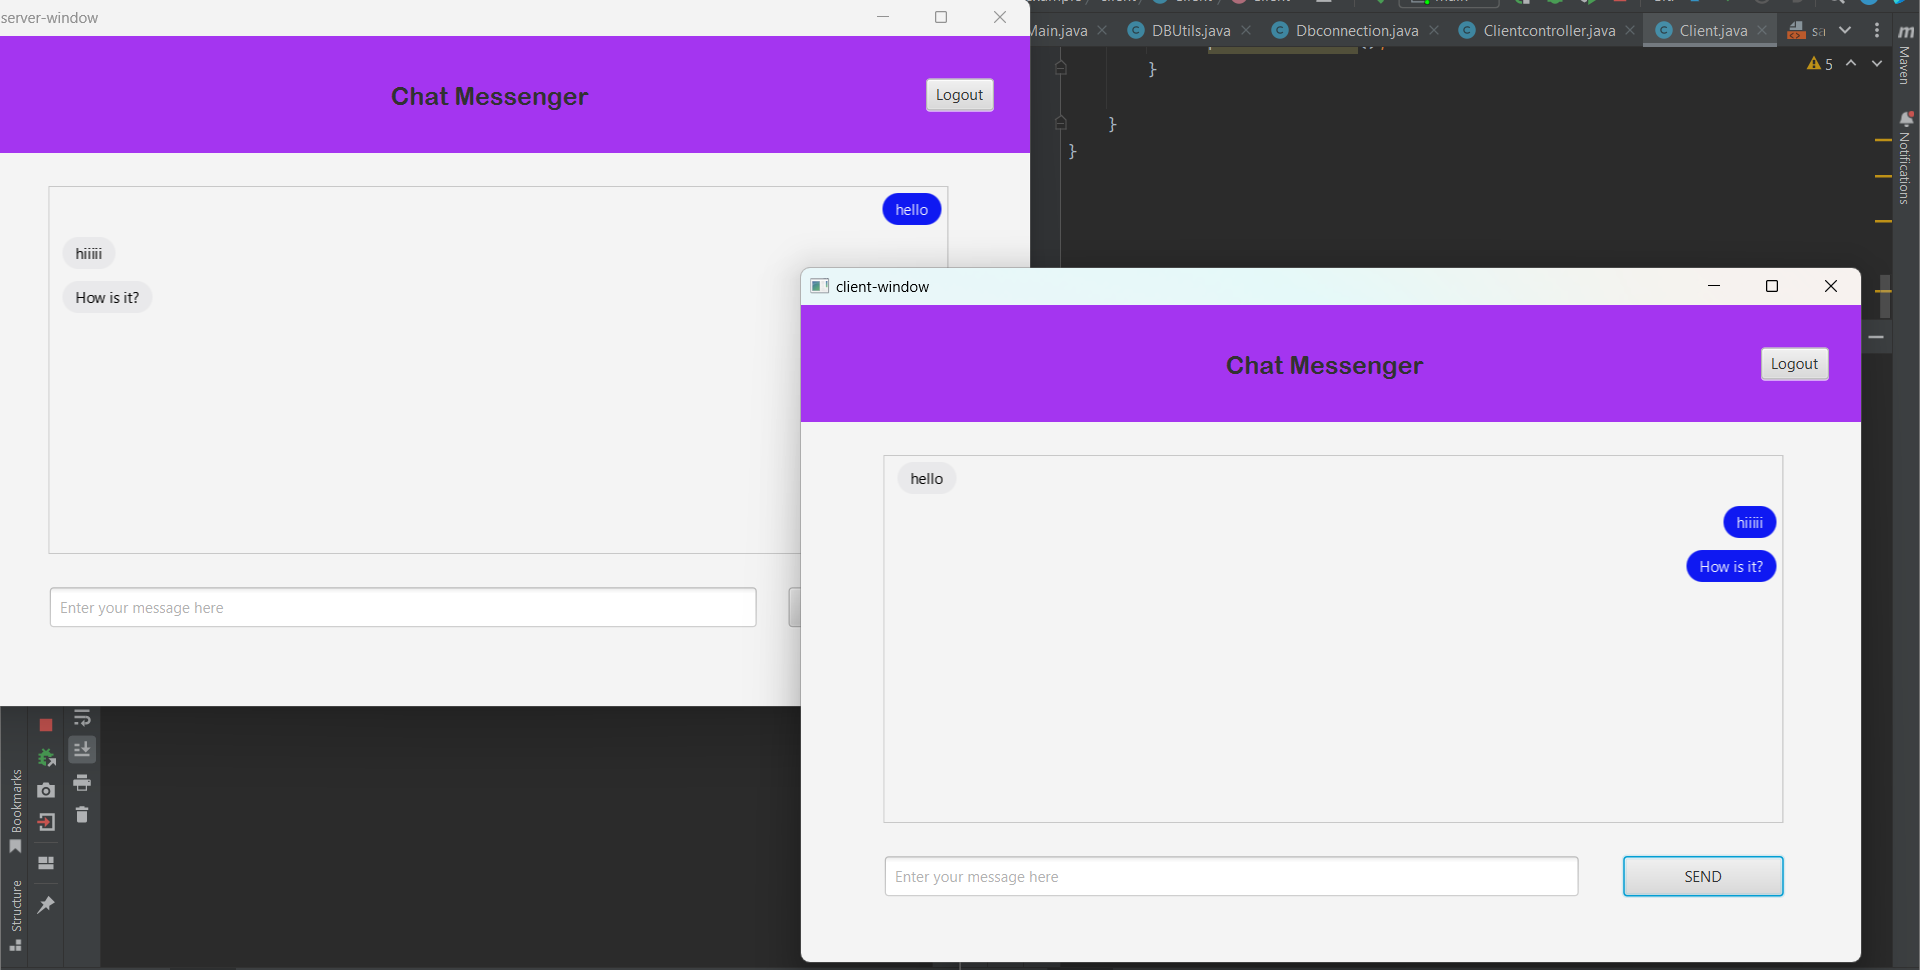 server-window
Chat Messenger
Logout
hello
hiiiii
How is it?
Enter your message here
Main.java
DBUtils.java
Dbconnection.java
Clientcontroller.java
Client.java
sa
5
}
}
}
Maven
Notifications
client-window
Chat Messenger
Logout
hello
hiiiii
How is it?
Enter your message here
SEND
Bookmarks
Structure